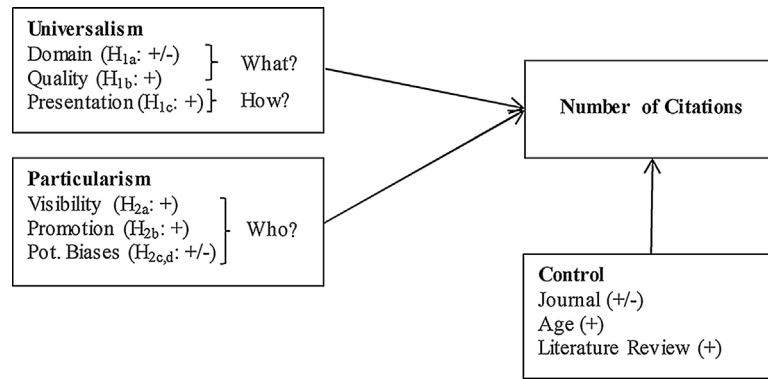 Universalism
Domain (H1a: +/-)
Quality (H1b: +)
What?
Presentation (H1c: +)
How?
Number of Citations
Particularism
Visibility (H2a: +)
Promotion (H2b: +)
Pot. Biases (H2c,d: +/-)
Who?
Control
Journal (+/-)
Age (+)
Literature Review (+)